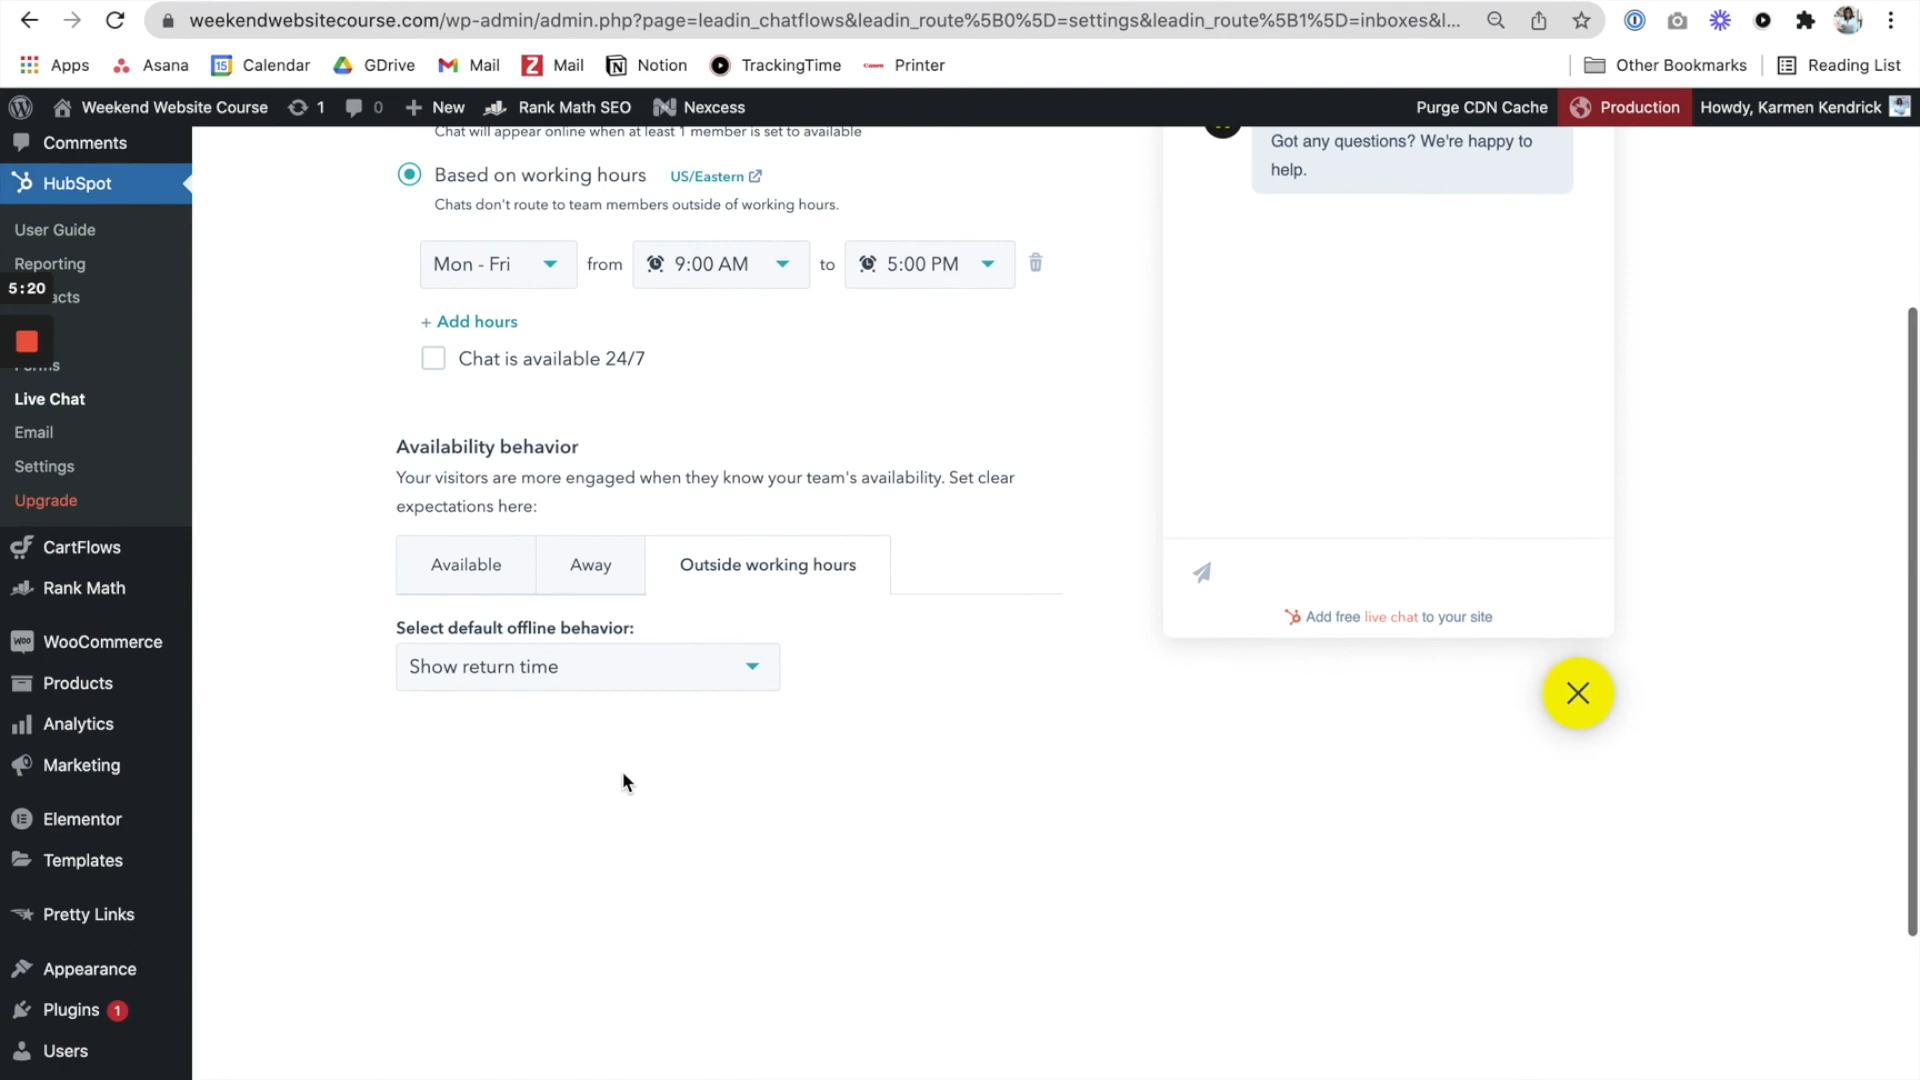 weekendwebsitecourse.com/wp-admin/admin.php?page=leadin_chatflows&leadin_route%5B0%5D=settings&leadin_route%5B1%5D=inboxes&l...
Apps
Asana
15
Calendar
GDrive
Mail
Z
Mail
Notion
TrackingTime
Canon
Printer
Other Bookmarks
Reading List
Weekend Website Course
1
0
New
Rank Math SEO
Nexcess
Purge CDN Cache
Production
Howdy, Karmen Kendrick
Comments
HubSpot
User Guide
Reporting
5:20
acts
Forms
Live Chat
Email
Settings
Upgrade
CartFlows
Rank Math
Woo
WooCommerce
Products
Analytics
Marketing
Elementor
Templates
Pretty Links
Appearance
Plugins 1
Users
Chat will appear online when at least 1 member is set to available
Based on working hours US/Eastern
Chats don't route to team members outside of working hours.
Mon - Fri from 9:00 AM to 5:00 PM
+ Add hours
Chat is available 24/7
Availability behavior
Your visitors are more engaged when they know your team's availability. Set clear
expectations here:
Available
Away
Outside working hours
Select default offline behavior:
Show return time
Got any questions? We're happy to
help.
Add free live chat to your site